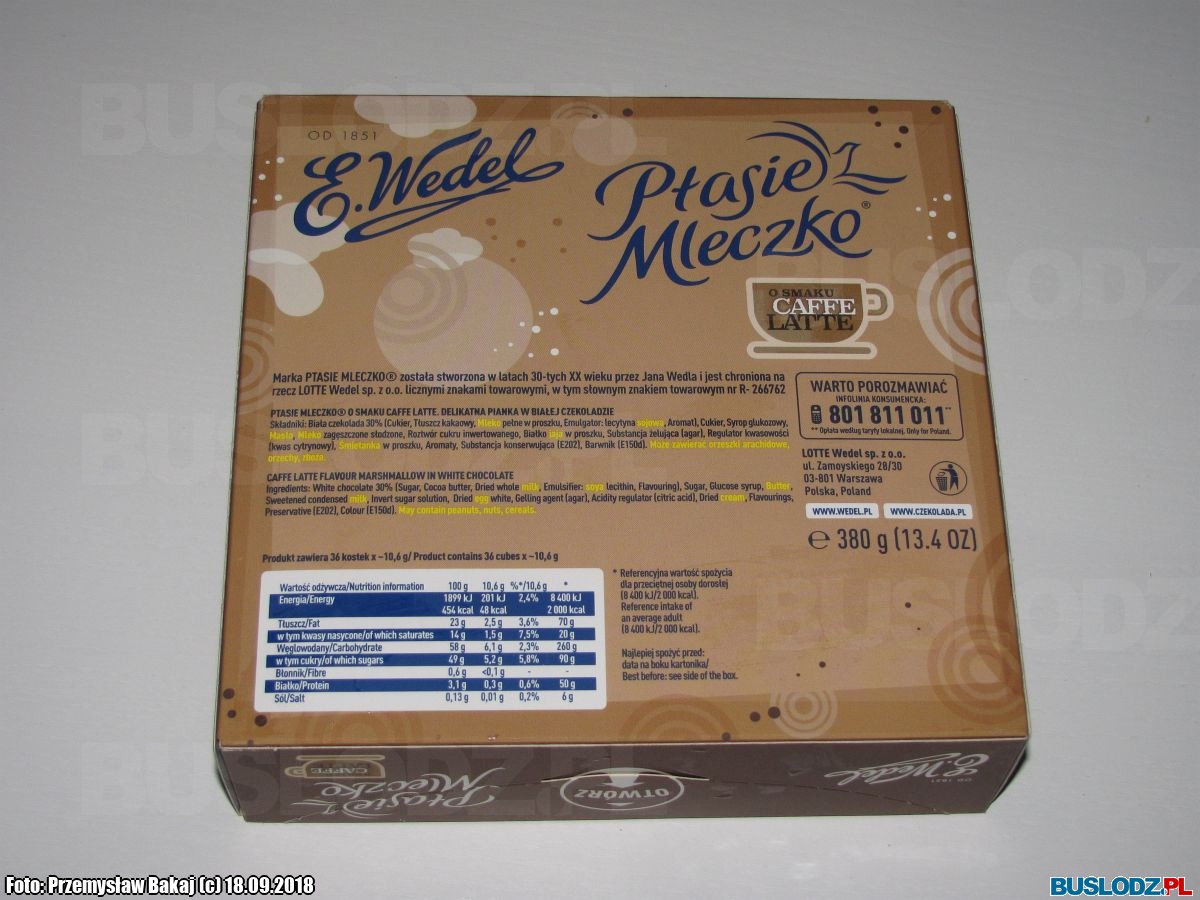 OD 1851
E. Wedel
Ptasie
Mleczko®
O SMAKU
CAFFE
LATTE
Marka PTASIE MLECZKO® została stworzona w latach 30-tych XX wieku przez Jana Wedla i jest chroniona na
rzecz LOTTE Wedel sp. z o.o. licznymi znakami towarowymi, w tym słownym znakiem towarowym nr R- 266762
PTASIE MLECZKO® O SMAKU CAFFE LATTE. DELIKATNA PIANKA W BIAŁEJ CZEKOLADZIE
Składniki: Biała czekolada 30% (Cukier, Tłuszcz kakaowy, Mleko pełne w proszku, Emulgator: lecytyna sojowa, Aromat), Cukier, Syrop glukozowy,
Masło, Mleko zagęszczone słodzone, Roztwór cukru inwertowanego, Białko jaja w proszku, Substancja żelująca (agar), Regulator kwasowości
(kwas cytrynowy), Śmietanka w proszku, Aromaty, Substancja konserwująca (E202), Barwnik (E150d). Może zawierać orzeszki arachidowe,
orzechy, zboża.
CAFFE LATTE FLAVOUR MARSHMALLOW IN WHITE CHOCOLATE
Ingredients: White chocolate 30% (Sugar, Cocoa butter, Dried whole milk, Emulsifier: soya lecithin, Flavouring), Sugar, Glucose syrup, Butter,
Sweetened condensed milk, Invert sugar solution, Dried egg white, Gelling agent (agar), Acidity regulator (citric acid), Dried cream, Flavourings,
Preservative (E202), Colour (E150d). May contain peanuts, nuts, cereals.
WARTO POROZMAWIAĆ
INFOLINIA KONSUMENCKA:
801 811 011**
** Opłata według taryfy lokalnej. Only for Poland.
LOTTE Wedel sp. z o.o.
ul. Zamoyskiego 28/30
03-801 Warszawa
Polska, Poland
WWW.WEDEL.PL WWW.CZEKOLADA.PL
℮ 380 g (13.4 OZ)
Produkt zawiera 36 kostek x ~10,6 g/ Product contains 36 cubes x ~10,6 g
Wartość odżywcza/Nutrition information 100 g 10,6 g %*/10,6 g *
Energia/Energy 1899 kJ 201 kJ 2,4% 8 400 kJ
454 kcal 48 kcal 2 000 kcal
Tłuszcz/Fat 23 g 2,5 g 3,6% 70 g
w tym kwasy nasycone/of which saturates 14 g 1,5 g 7,5% 20 g
Węglowodany/Carbohydrate 58 g 6,1 g 2,3% 260 g
w tym cukry/of which sugars 49 g 5,2 g 5,8% 90 g
Błonnik/Fibre 0,6 g <0,1 g - -
Białko/Protein 3,1 g 0,3 g 0,6% 50 g
Sól/Salt 0,13 g 0,01 g 0,2% 6 g
* Referencyjna wartość spożycia
dla przeciętnej osoby dorosłej
(8 400 kJ/2 000 kcal).
Reference intake of
an average adult
(8 400 kJ/2 000 kcal).
Najlepiej spożyć przed:
data na boku kartonika/
Best before: see side of the box.
CAFFE
Ptasie
Mleczko
OTWÓRZ
E. Wedel
OD 1851
Foto: Przemysław Bakaj (c) 18.09.2018
BUSLODZ.PL